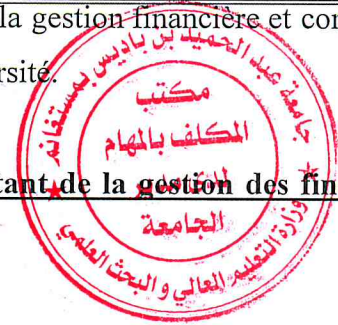 la gestion financière et con
rsité.
tant de la gestion des fin
جامعة عبد الحميد بن باديس بمستغانم
مكتب
المكلف بالمهام
الجامعة
وزارة التعليم العالي و البحث العلمي